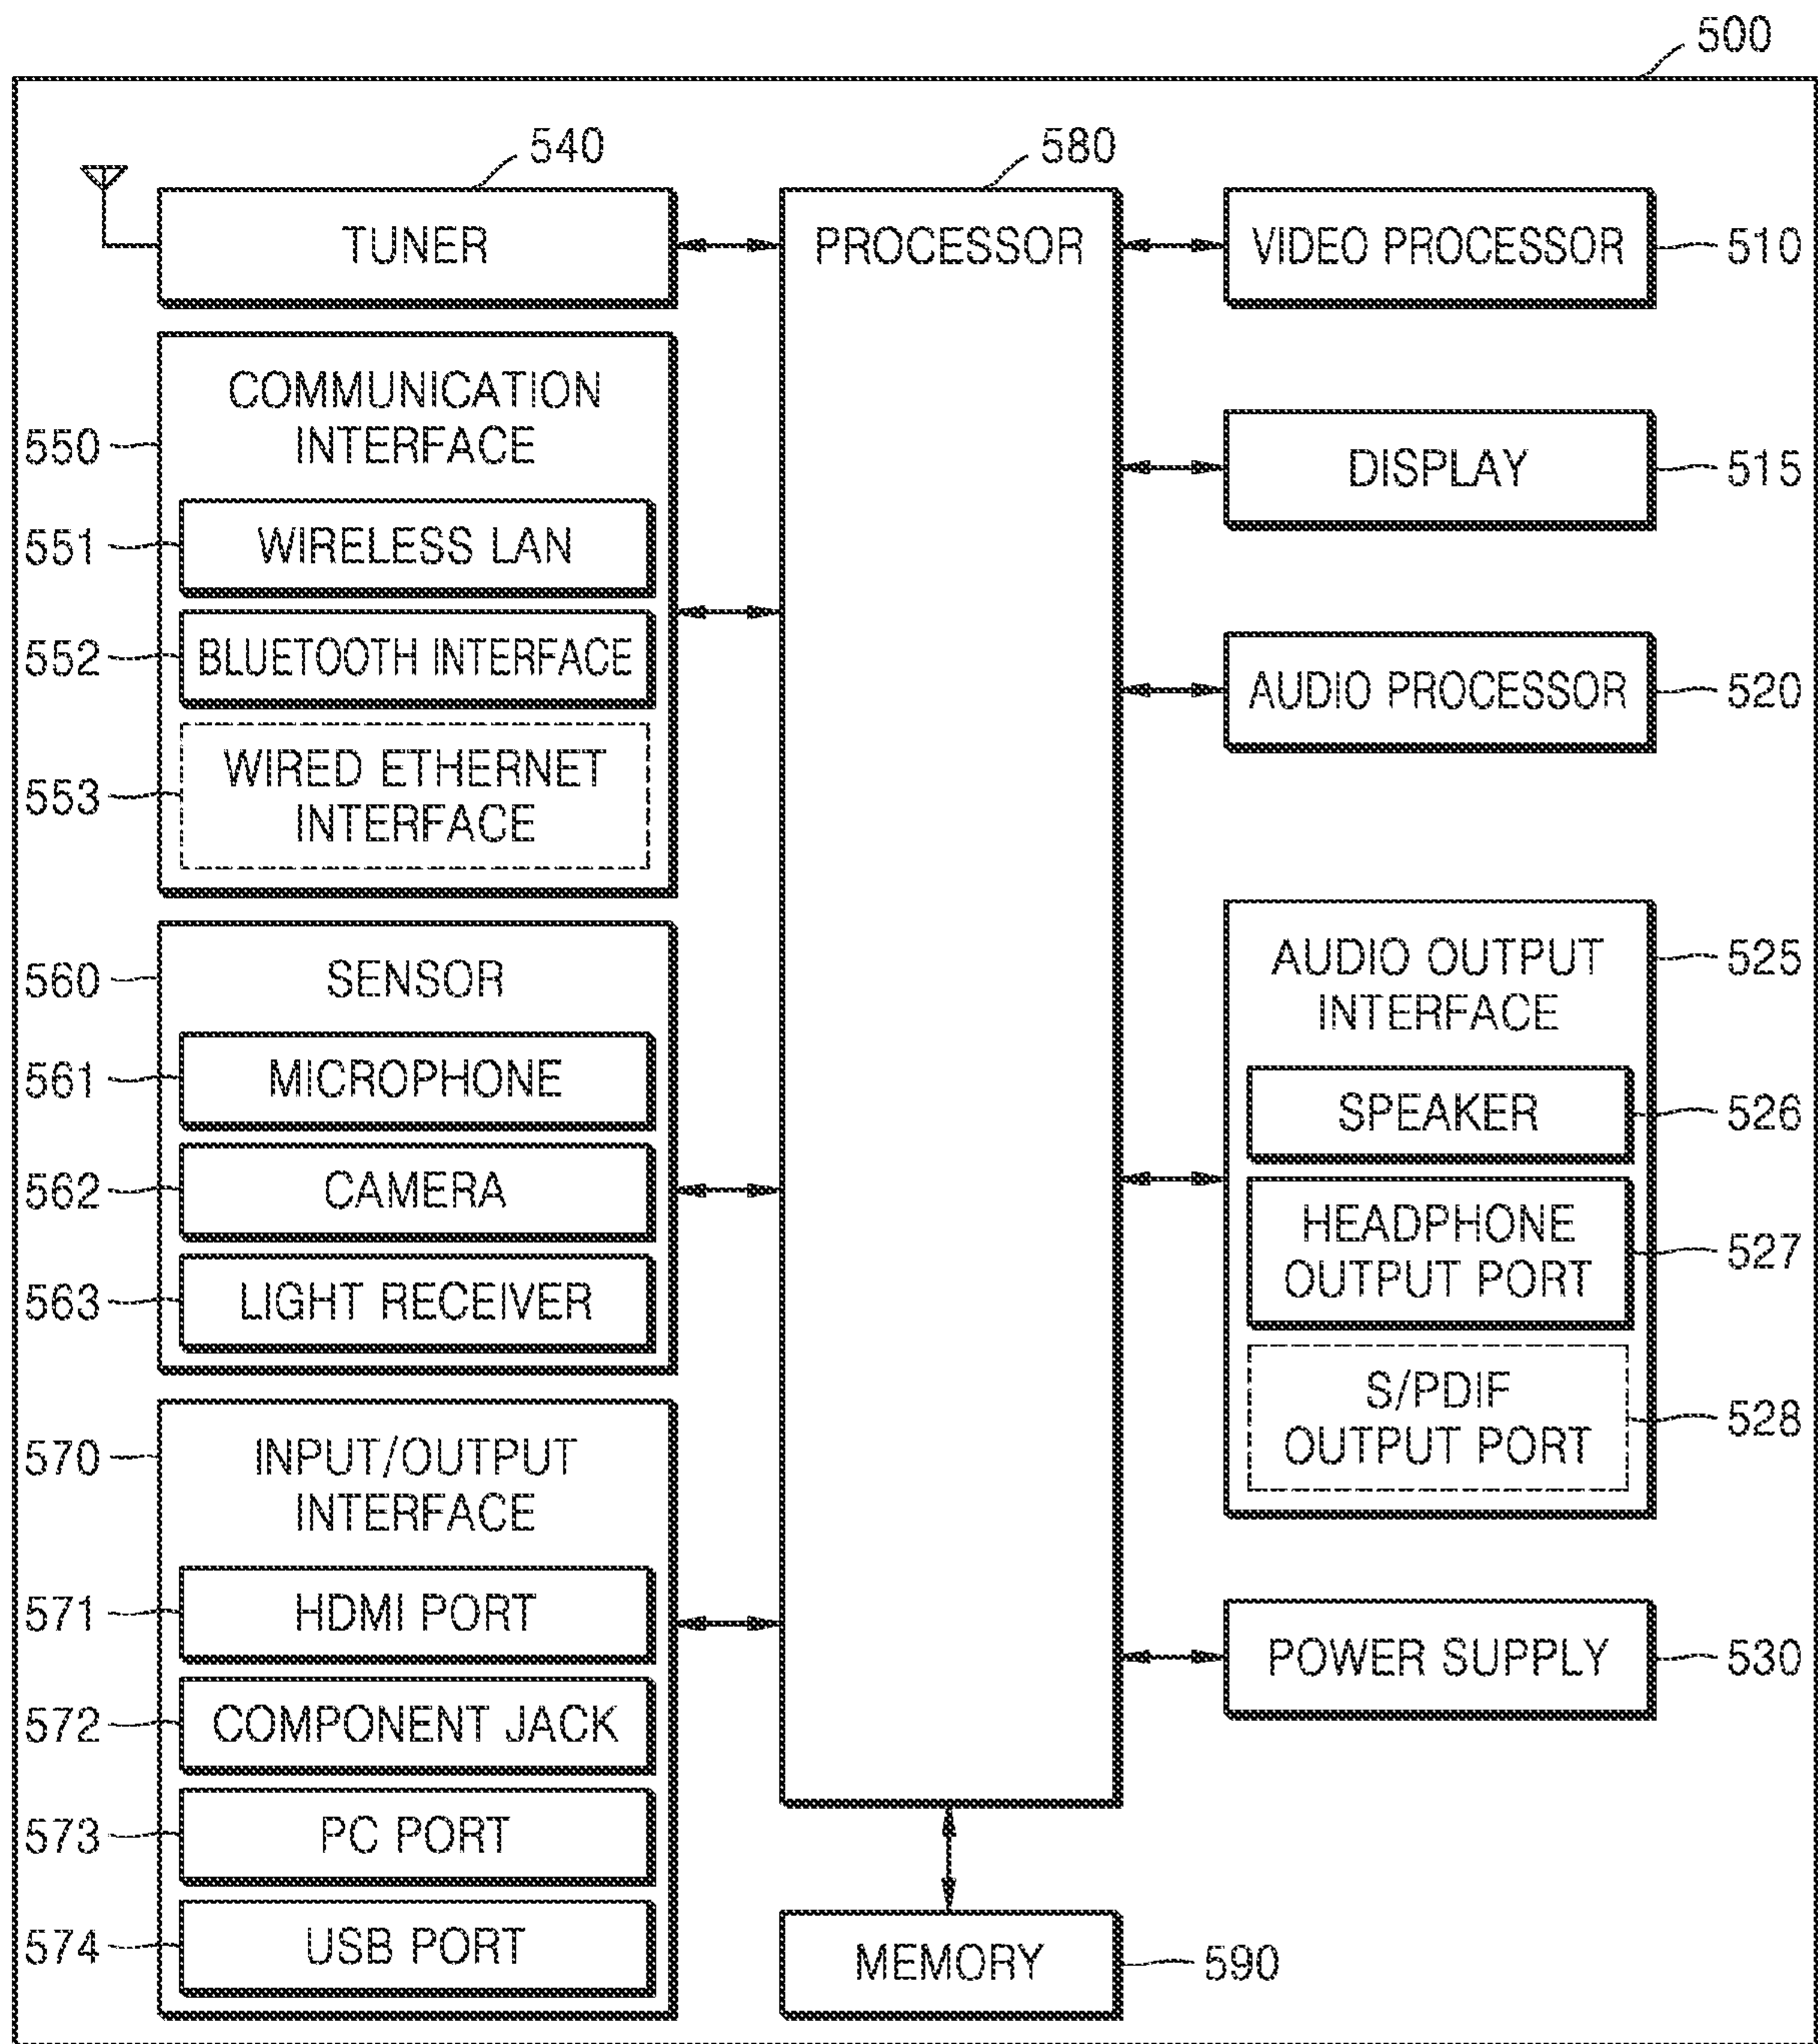 500
540
TUNER
580
PROCESSOR
VIDEO PROCESSOR
510
COMMUNICATION
INTERFACE
550
WIRELESS LAN
551
BLUETOOTH INTERFACE
552
WIRED ETHERNET
INTERFACE
553
DISPLAY
515
AUDIO PROCESSOR
520
SENSOR
560
MICROPHONE
561
CAMERA
562
LIGHT RECEIVER
563
AUDIO OUTPUT
INTERFACE
525
SPEAKER
526
HEADPHONE
OUTPUT PORT
527
S/PDIF
OUTPUT PORT
528
INPUT/OUTPUT
INTERFACE
570
HDMI PORT
571
COMPONENT JACK
572
PC PORT
573
USB PORT
574
POWER SUPPLY
530
MEMORY
590